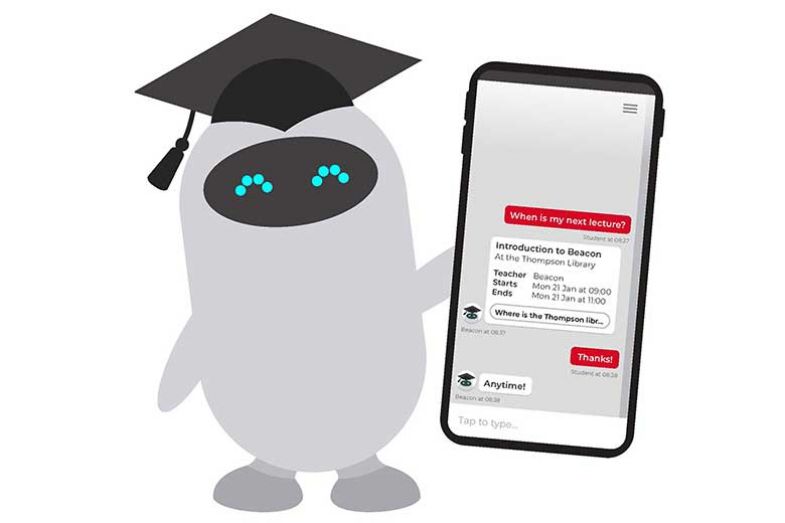 When is my next lecture?
Student at 08:37
Introduction to Beacon
At the Thompson Library
Teacher Beacon
Starts Mon 21 Jan at 09:00
Ends Mon 21 Jan at 11:00
Where is the Thompson libr...
Beacon at 08:37
Thanks!
Student at 08:38
Anytime!
Beacon at 08:38
Tap to type...